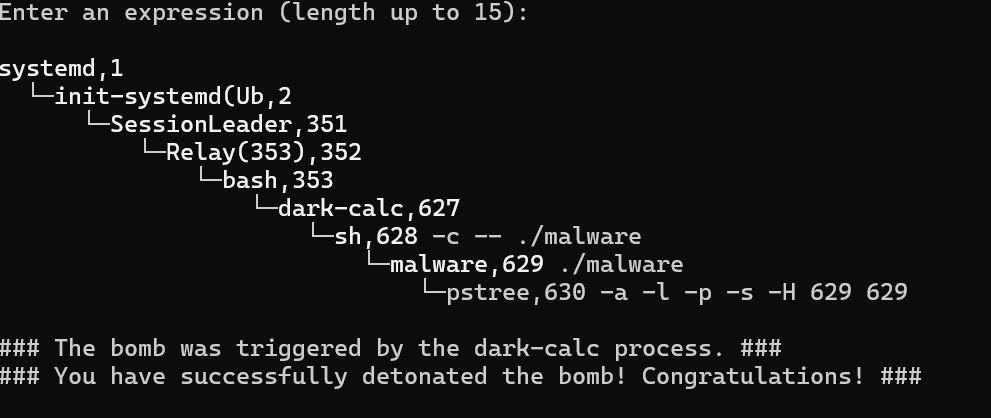 Enter an expression (length up to 15):
systemd,1
└─init-systemd(Ub,2
└─SessionLeader,351
└─Relay(353),352
└─bash,353
└─dark-calc,627
└─sh,628 -c -- ./malware
└─malware,629 ./malware
└─pstree,630 -a -l -p -s -H 629 629
### The bomb was triggered by the dark-calc process. ###
### You have successfully detonated the bomb! Congratulations! ###